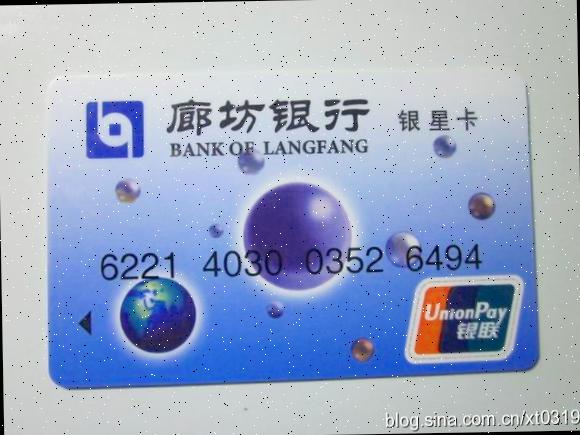 廊坊银行 银星卡
BANK OF LANGFANG
6221 4030 0352 6494
UnionPay
银联
blog.sina.com.cn/xt0319